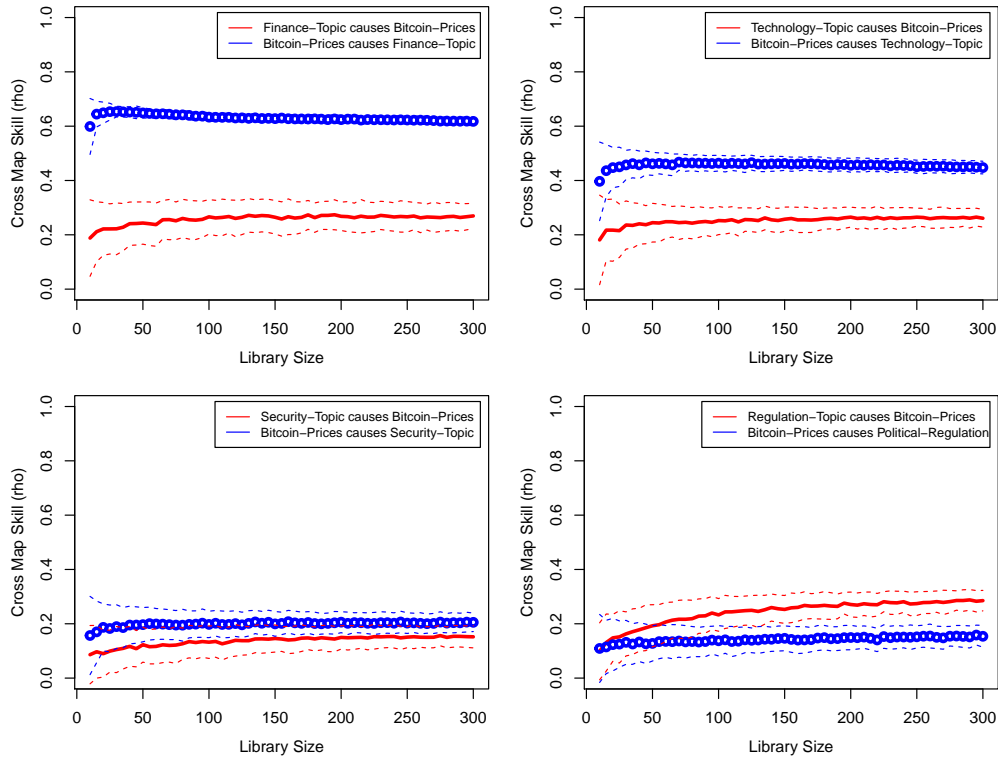 Finance−Topic causes Bitcoin−Prices
Bitcoin−Prices causes Finance−Topic
Cross Map Skill (rho)
1.0
0.8
0.6
0.4
0.2
0.0
0 50 100 150 200 250 300
Library Size
Technology−Topic causes Bitcoin−Prices
Bitcoin−Prices causes Technology−Topic
Cross Map Skill (rho)
1.0
0.8
0.6
0.4
0.2
0.0
0 50 100 150 200 250 300
Library Size
Security−Topic causes Bitcoin−Prices
Bitcoin−Prices causes Security−Topic
Cross Map Skill (rho)
1.0
0.8
0.6
0.4
0.2
0.0
0 50 100 150 200 250 300
Library Size
Regulation−Topic causes Bitcoin−Prices
Bitcoin−Prices causes Political−Regulation
Cross Map Skill (rho)
1.0
0.8
0.6
0.4
0.2
0.0
0 50 100 150 200 250 300
Library Size